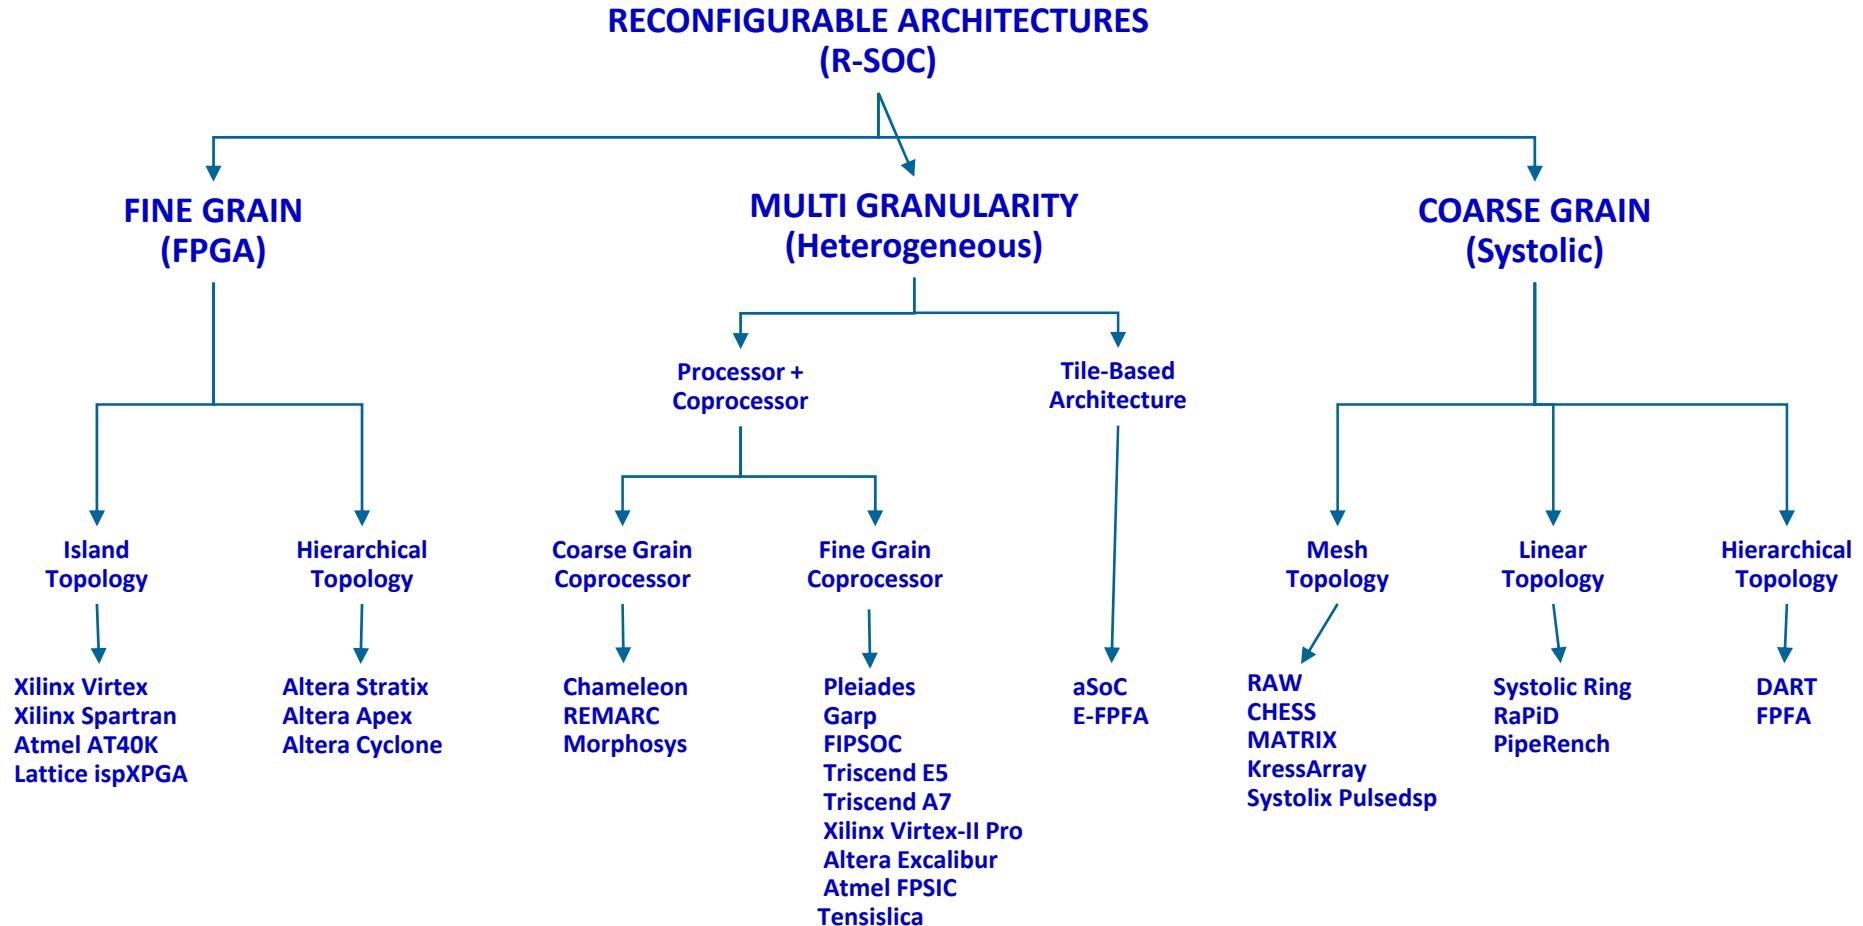 RECONFIGURABLE ARCHITECTURES
(R-SOC)
FINE GRAIN
(FPGA)
MULTI GRANULARITY
(Heterogeneous)
COARSE GRAIN
(Systolic)
Processor +
Coprocessor
Tile-Based
Architecture
Island
Topology
Hierarchical
Topology
Coarse Grain
Coprocessor
Fine Grain
Coprocessor
Mesh
Topology
Linear
Topology
Hierarchical
Topology
Xilinx Virtex
Xilinx Spartran
Atmel AT40K
Lattice ispXPGA
Altera Stratix
Altera Apex
Altera Cyclone
Chameleon
REMARC
Morphosys
Pleiades
Garp
FIPSOC
Triscend E5
Triscend A7
Xilinx Virtex-II Pro
Altera Excalibur
Atmel FPSIC
Tensislica
aSoC
E-FPFA
RAW
CHESS
MATRIX
KressArray
Systolix Pulsedsp
Systolic Ring
RaPiD
PipeRench
DART
FPFA